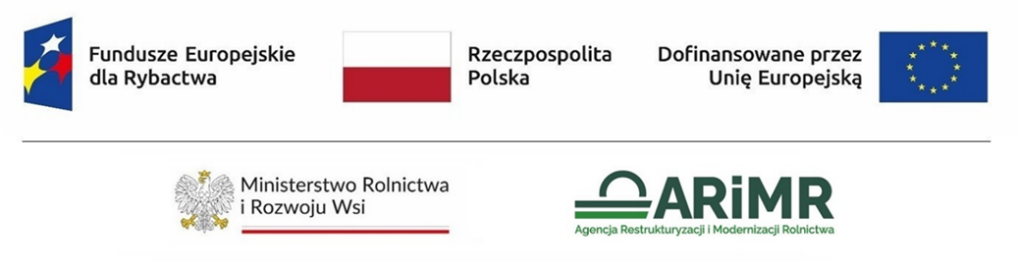 Fundusze Europejskie
dla Rybactwa
Rzeczpospolita
Polska
Dofinansowane przez
Unię Europejską
Ministerstwo Rolnictwa
i Rozwoju Wsi
ARiMR
Agencja Restrukturyzacji i Modernizacji Rolnictwa